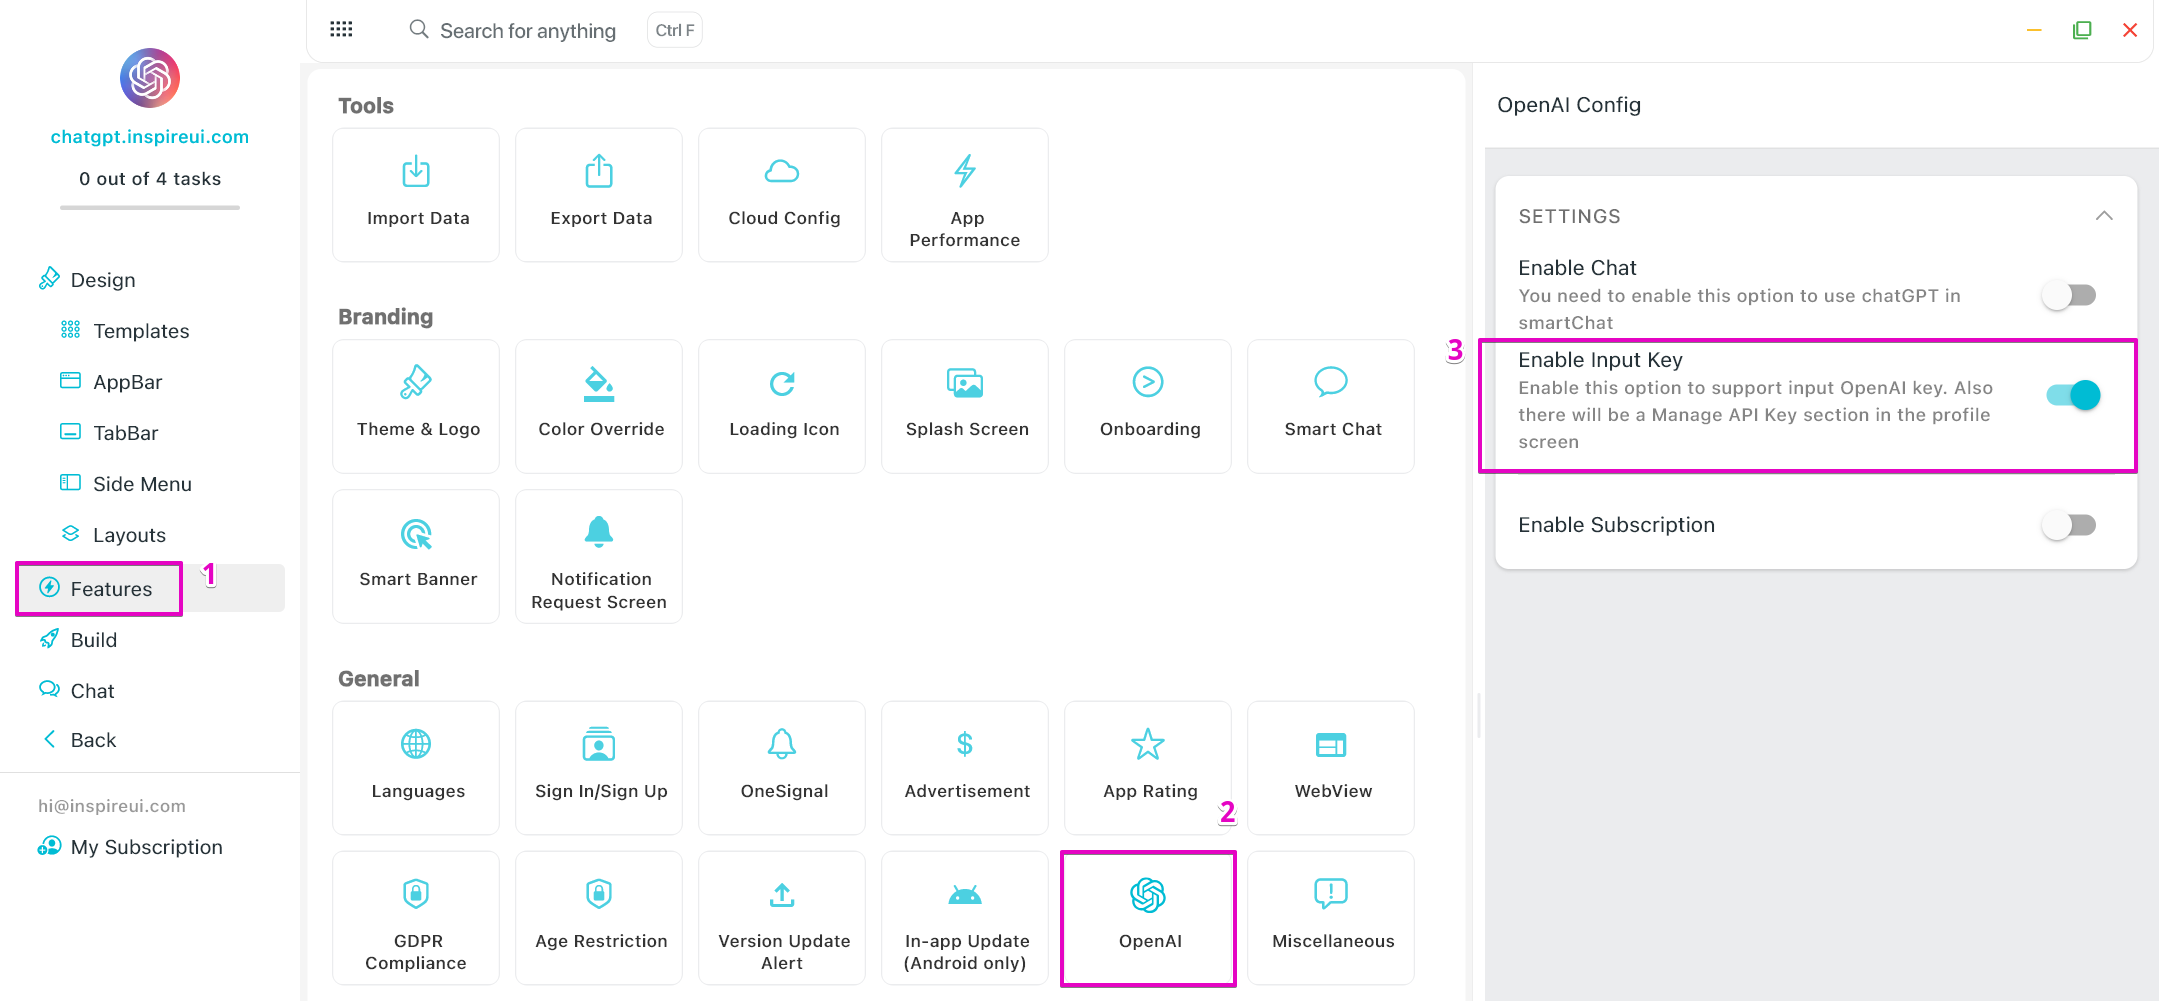 Search for anything
Ctrl F
chatgpt.inspireui.com
0 out of 4 tasks
Design
Templates
AppBar
TabBar
Side Menu
Layouts
Features
1
Build
Chat
Back
hi@inspireui.com
My Subscription
Tools
Import Data
Export Data
Cloud Config
App
Performance
Branding
Theme & Logo
Color Override
Loading Icon
Splash Screen
Onboarding
Smart Chat
Smart Banner
Notification
Request Screen
General
Languages
Sign In/Sign Up
OneSignal
Advertisement
App Rating
WebView
2
GDPR
Compliance
Age Restriction
Version Update
Alert
In-app Update
(Android only)
OpenAI
Miscellaneous
OpenAI Config
SETTINGS
Enable Chat
You need to enable this option to use chatGPT in
smartChat
3
Enable Input Key
Enable this option to support input OpenAI key. Also
there will be a Manage API Key section in the profile
screen
Enable Subscription